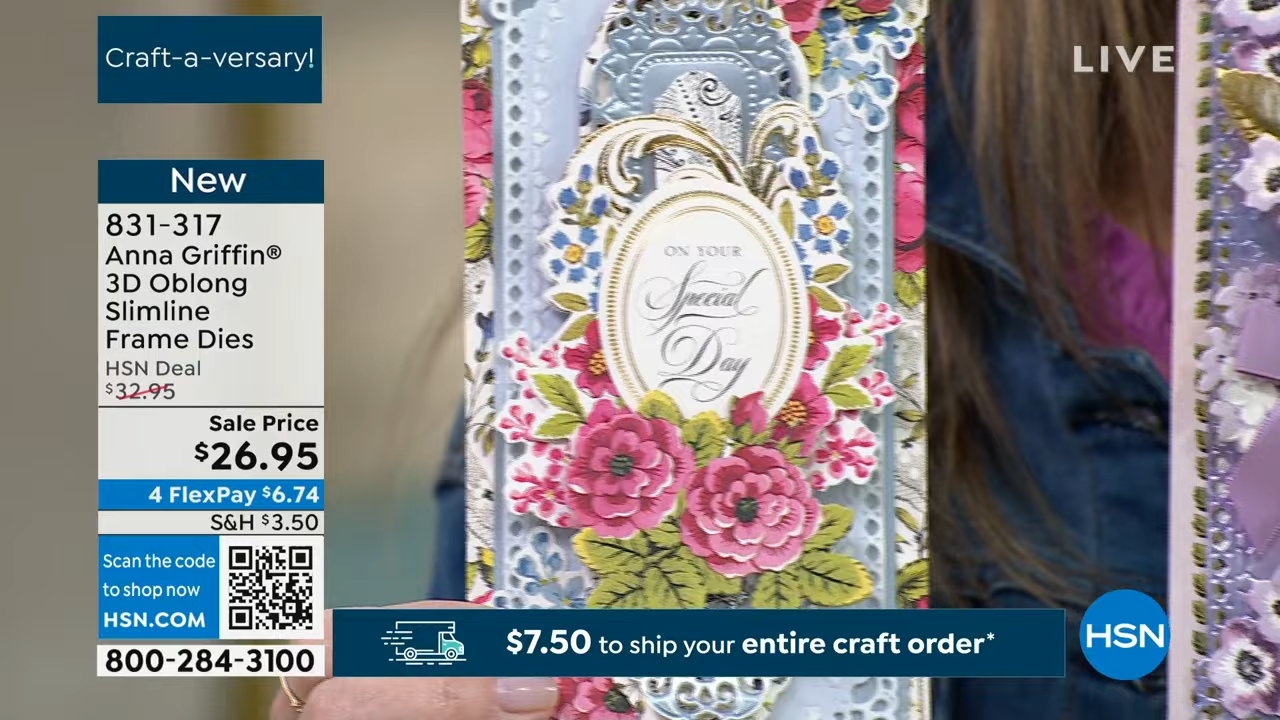 Craft-a-versary!
LIVE
New
831-317
Anna Griffin®
3D Oblong
Slimline
Frame Dies
HSN Deal
$32.95
Sale Price
$26.95
4 FlexPay $6.74
S&H $3.50
Scan the code
to shop now
HSN.COM
800-284-3100
ON YOUR
Special
Day
$7.50 to ship your entire craft order*
HSN